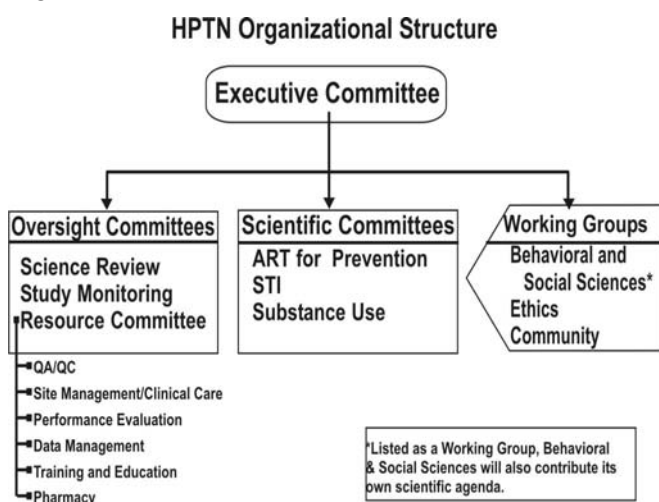 HPTN Organizational Structure
Executive Committee
Oversight Committees
Science Review
Study Monitoring
Resource Committee
QA/QC
Site Management/Clinical Care
Performance Evaluation
Data Management
Training and Education
Pharmacy
Scientific Committees
ART for Prevention
STI
Substance Use
Working Groups
Behavioral and
Social Sciences*
Ethics
Community
*Listed as a Working Group, Behavioral
& Social Sciences will also contribute its
own scientific agenda.